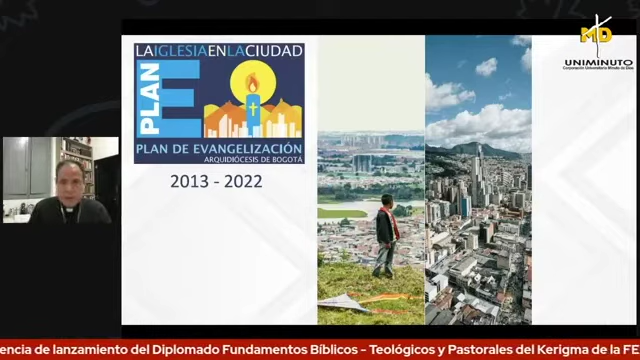 LAIGLESIAENLACIUDAD
PLAN
E
PLAN DE EVANGELIZACIÓN
ARQUIDIÓCESIS DE BOGOTÁ
2013 - 2022
MD
UNIMINUTO
Corporación Universitaria Minuto de Dios
encia de lanzamiento del Diplomado Fundamentos Bíblicos - Teológicos y Pastorales del Kerigma de la FE